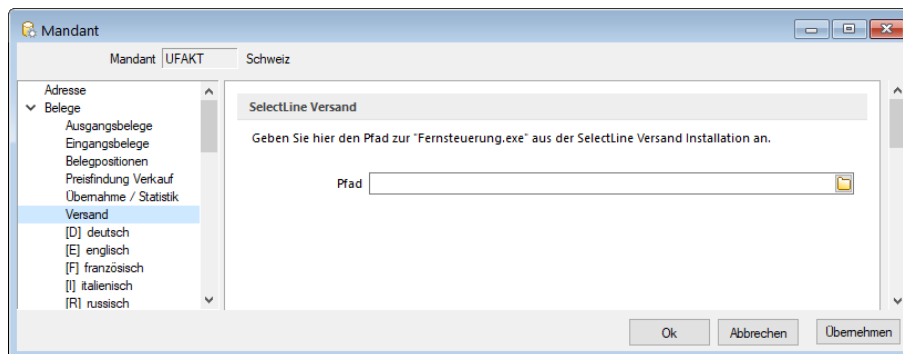 Mandant
Mandant UFAKT Schweiz
Adresse
Belege
Ausgangsbelege
Eingangsbelege
Belegpositionen
Preisfindung Verkauf
Übernahme / Statistik
Versand
[D] deutsch
[E] englisch
[F] französisch
[I] italienisch
[R] russisch
SelectLine Versand
Geben Sie hier den Pfad zur "Fernsteuerung.exe" aus der SelectLine Versand Installation an.
Pfad
Ok Abbrechen Übernehmen